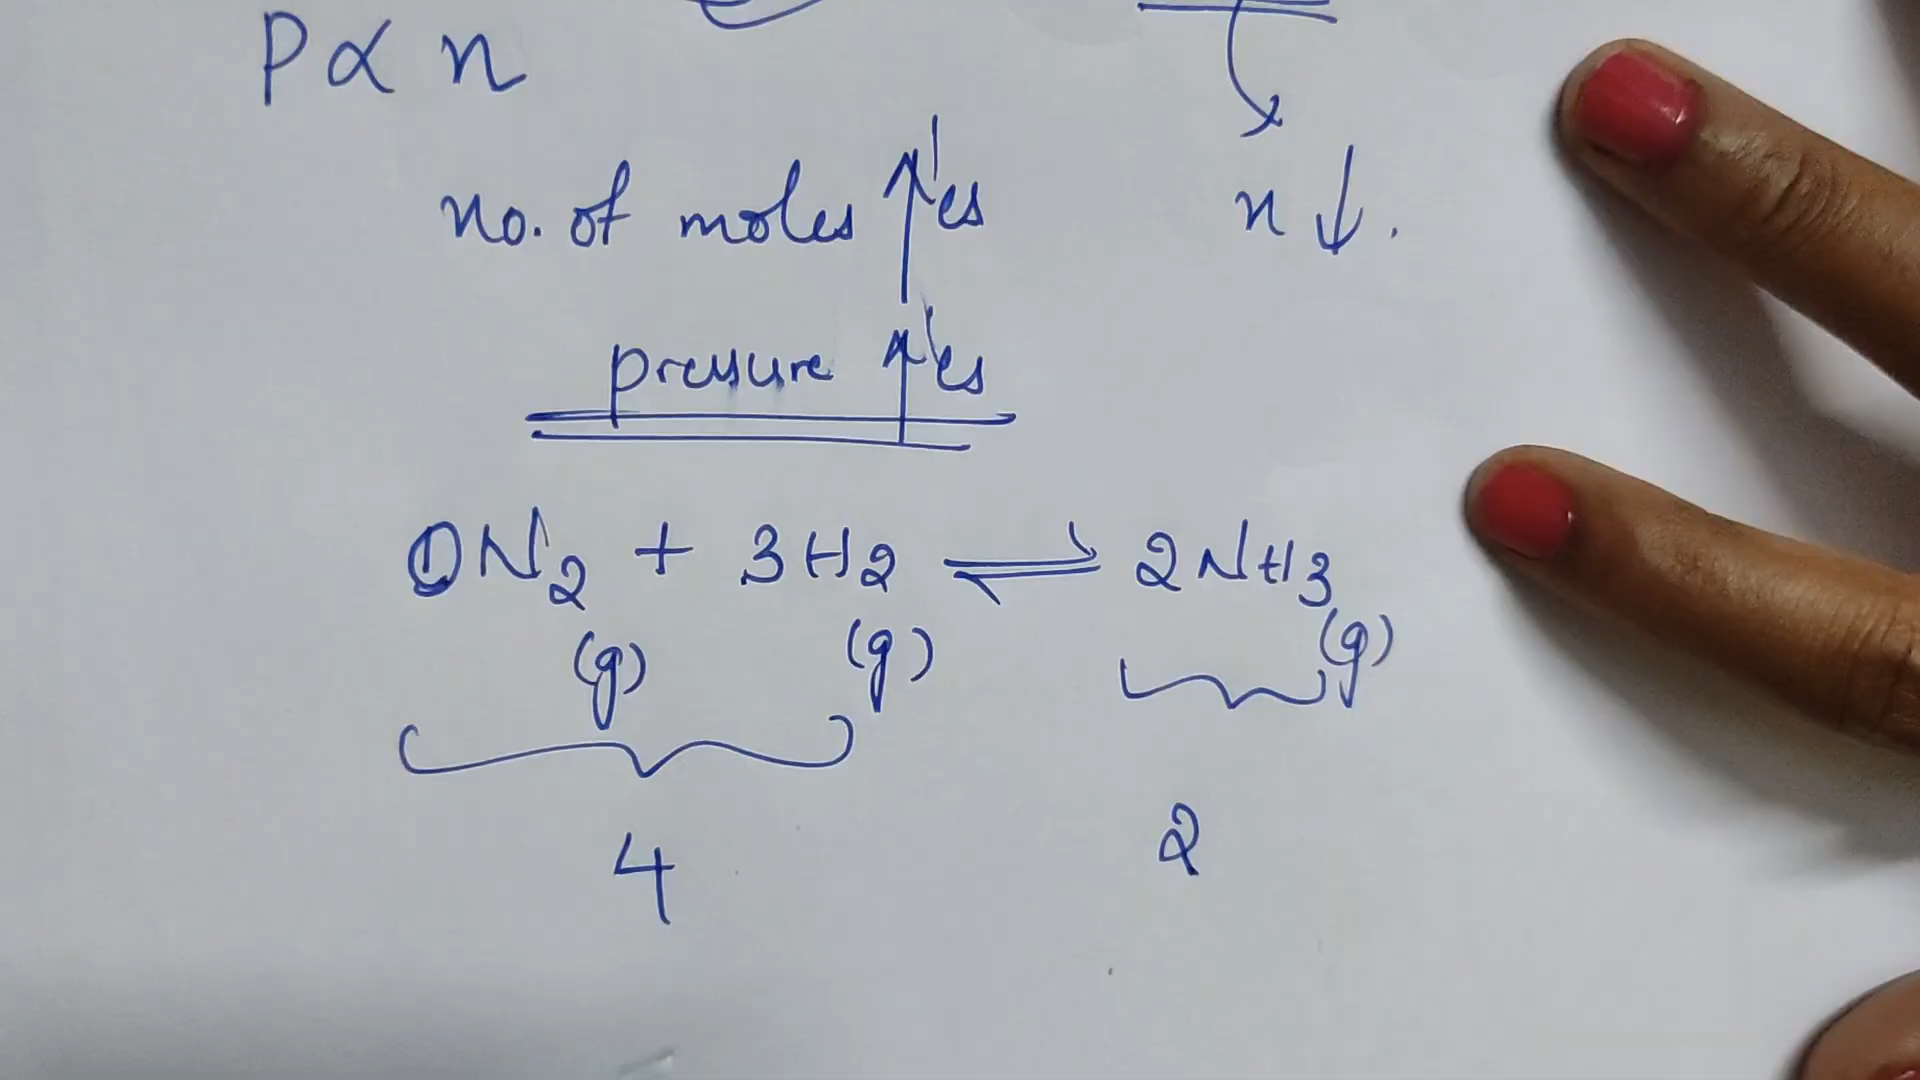 P ∝ n
no. of moles ↑'es
n ↓.
pressure ↑'es
1 N2 + 3H2 ⇌ 2NH3
(g) (g) (g)
4 2